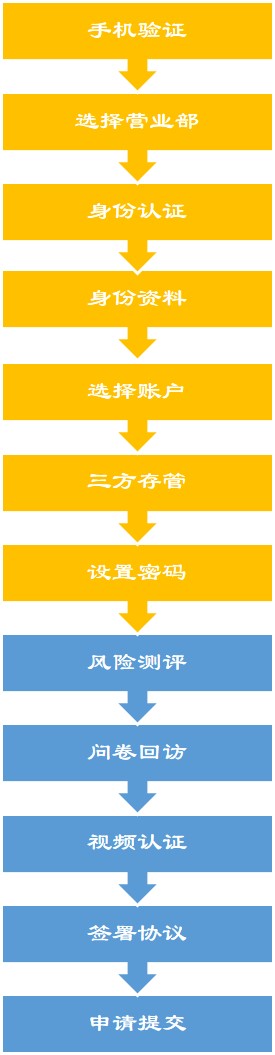 手机验证
选择营业部
身份认证
身份资料
选择账户
三方存管
设置密码
风险测评
问卷回访
视频认证
签署协议
申请提交